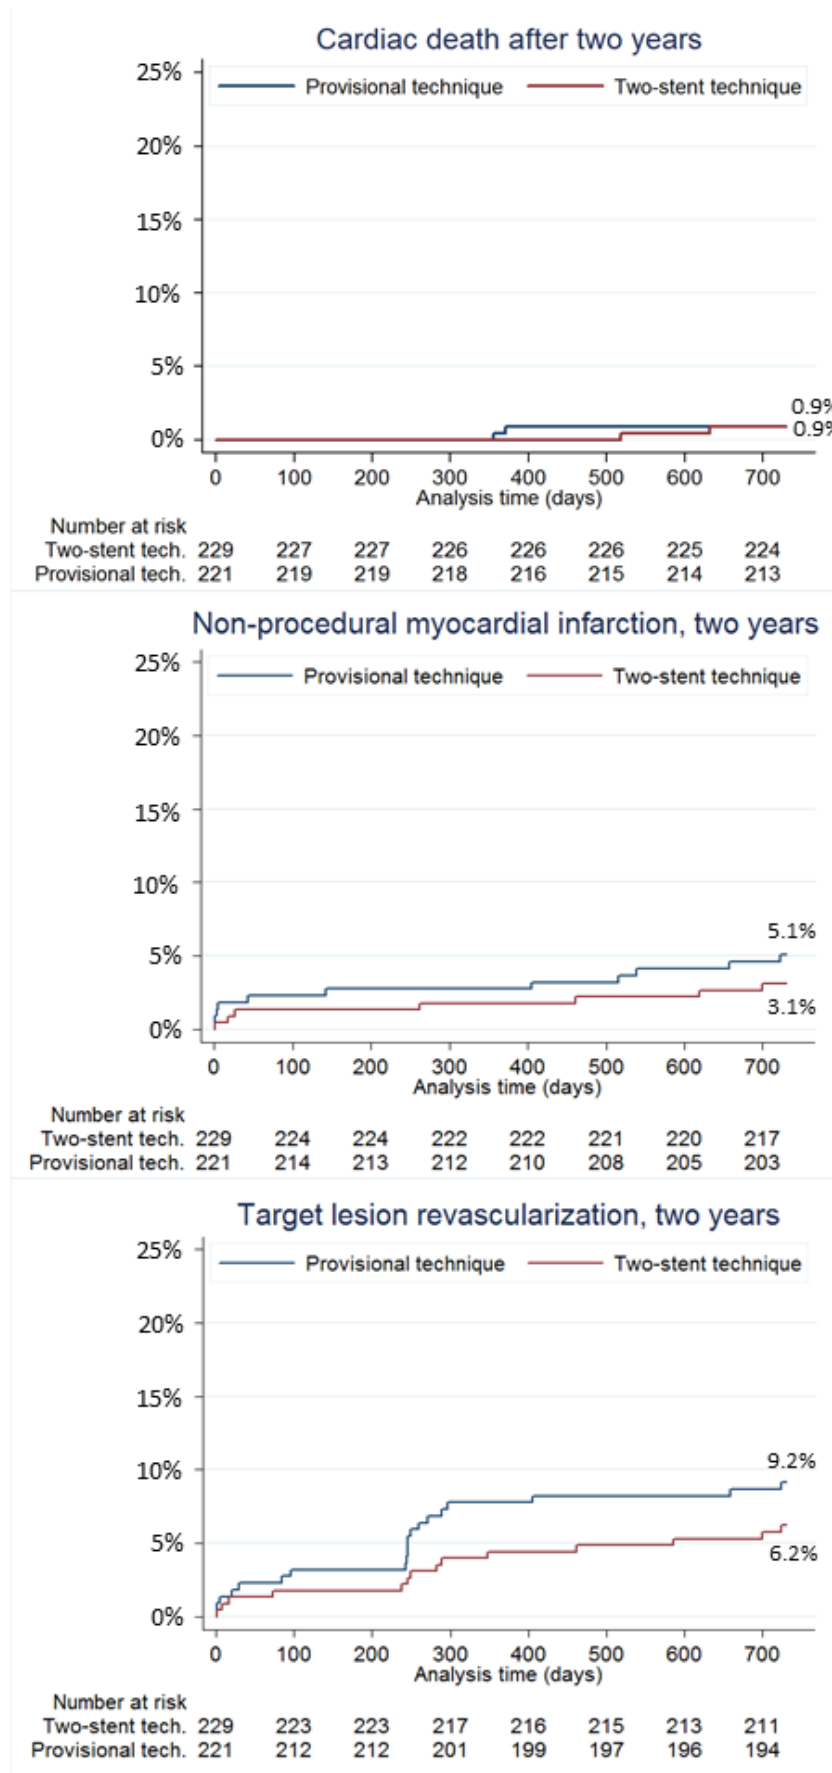 Cardiac death after two years
25%
Provisional technique Two-stent technique
20%
15%
10%
5%
0.9%
0.9%
0%
0 100 200 300 400 500 600 700
Analysis time (days)
Number at risk
Two-stent tech. 229 227 227 226 226 226 225 224
Provisional tech. 221 219 219 218 216 215 214 213
Non-procedural myocardial infarction, two years
25%
Provisional technique Two-stent technique
20%
15%
10%
5.1%
5%
3.1%
0%
0 100 200 300 400 500 600 700
Analysis time (days)
Number at risk
Two-stent tech. 229 224 224 222 222 221 220 217
Provisional tech. 221 214 213 212 210 208 205 203
Target lesion revascularization, two years
25%
Provisional technique Two-stent technique
20%
15%
10%
9.2%
5%
6.2%
0%
0 100 200 300 400 500 600 700
Analysis time (days)
Number at risk
Two-stent tech. 229 223 223 217 216 215 213 211
Provisional tech. 221 212 212 201 199 197 196 194